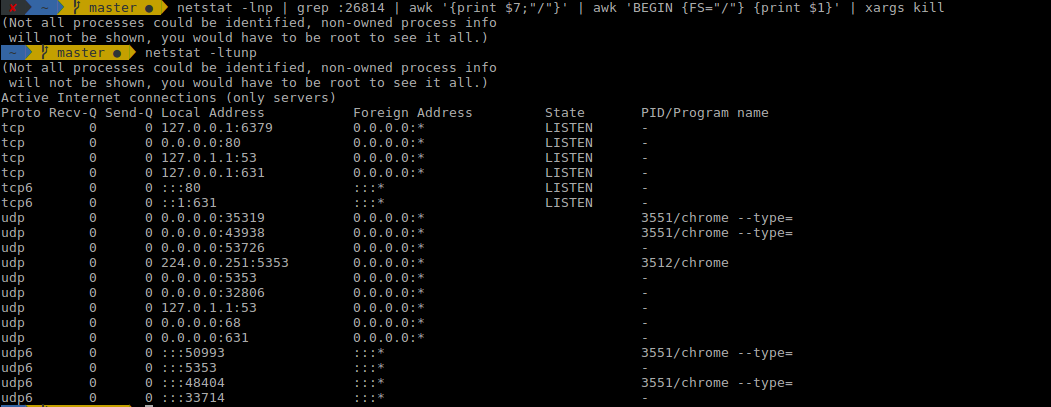 ✘ ~ master ● netstat -lnp | grep :26814 | awk '{print $7;"/"}' | awk 'BEGIN {FS="/"} {print $1}' | xargs kill
(Not all processes could be identified, non-owned process info
will not be shown, you would have to be root to see it all.)
~ master ● netstat -ltunp
(Not all processes could be identified, non-owned process info
will not be shown, you would have to be root to see it all.)
Active Internet connections (only servers)
Proto Recv-Q Send-Q Local Address Foreign Address State PID/Program name
tcp 0 0 127.0.0.1:6379 0.0.0.0:* LISTEN -
tcp 0 0 0.0.0.0:80 0.0.0.0:* LISTEN -
tcp 0 0 127.0.1.1:53 0.0.0.0:* LISTEN -
tcp 0 0 127.0.0.1:631 0.0.0.0:* LISTEN -
tcp6 0 0 :::80 :::* LISTEN -
tcp6 0 0 ::1:631 :::* LISTEN -
udp 0 0 0.0.0.0:35319 0.0.0.0:* 3551/chrome --type=
udp 0 0 0.0.0.0:43938 0.0.0.0:* 3551/chrome --type=
udp 0 0 0.0.0.0:53726 0.0.0.0:* -
udp 0 0 224.0.0.251:5353 0.0.0.0:* 3512/chrome
udp 0 0 0.0.0.0:5353 0.0.0.0:* -
udp 0 0 0.0.0.0:32806 0.0.0.0:* -
udp 0 0 127.0.1.1:53 0.0.0.0:* -
udp 0 0 0.0.0.0:68 0.0.0.0:* -
udp 0 0 0.0.0.0:631 0.0.0.0:* -
udp6 0 0 :::50993 :::* 3551/chrome --type=
udp6 0 0 :::5353 :::* -
udp6 0 0 :::48404 :::* 3551/chrome --type=
udp6 0 0 :::33714 :::* -